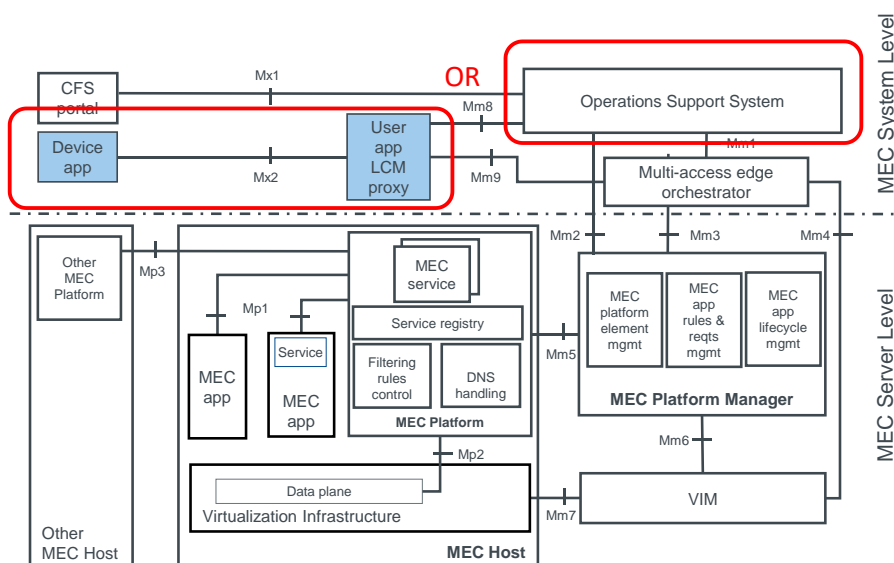 CFS
portal
Mx1
OR
Operations Support System
MEC System Level
Device
app
Mx2
User
app
LCM
proxy
Mm8
Mm9
Mm1
Multi-access edge
orchestrator
Mm2
Mm3
Mm4
Other
MEC
Platform
Mp3
MEC
service
Service registry
Filtering
rules
control
DNS
handling
MEC Platform
Mp1
MEC
app
Service
MEC
app
Mp2
Data plane
Virtualization Infrastructure
MEC Host
Other
MEC Host
Mm5
MEC
platform
element
mgmt
MEC
app
rules &
reqts
mgmt
MEC
app
lifecycle
mgmt
MEC Platform Manager
Mm6
VIM
Mm7
MEC Server Level